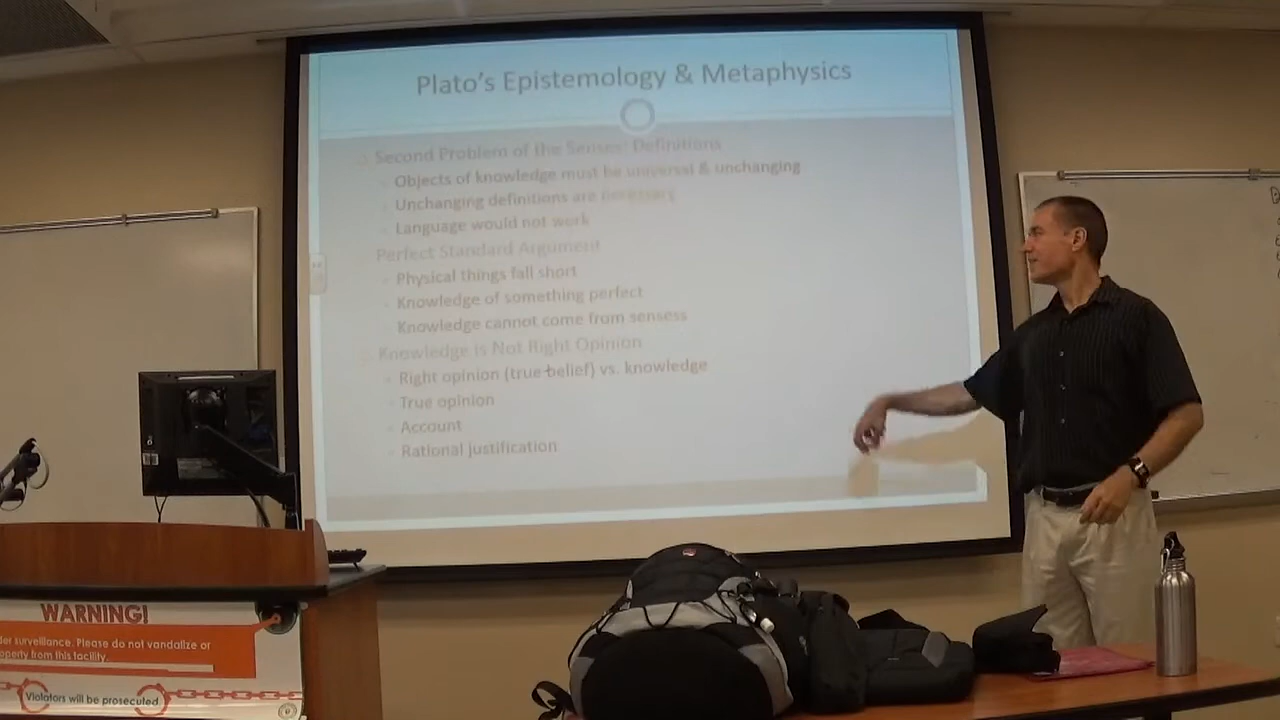 Plato's Epistemology & Metaphysics
Second Problem of the Senses: Definitions
Objects of knowledge must be universal & unchanging
Unchanging definitions are necessary
Language would not work
Perfect Standard Argument
Physical things fall short
Knowledge of something perfect
Knowledge cannot come from sensess
Knowledge is Not Right Opinion
Right opinion (true belief) vs. knowledge
True opinion
Account
Rational justification
WARNING!
der surveillance. Please do not vandalize or
operty from this facility.
Violators will be prosecuted